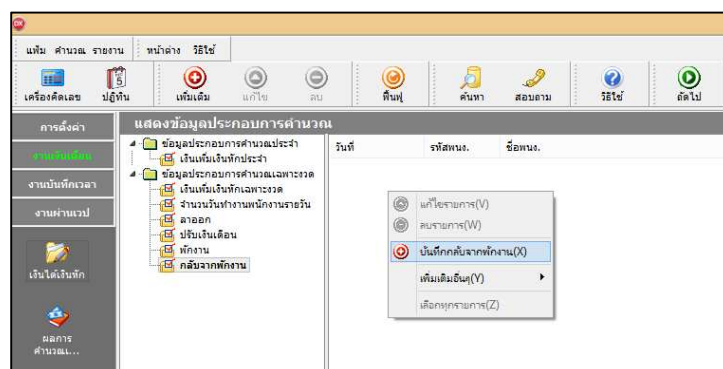 DX
แฟ้ม คำนวณ รายงาน หน้าต่าง วิธีใช้
เครื่องคิดเลข ปฏิทิน เพิ่มเติม แก้ไข ลบ ฟื้นฟู ค้นหา สอบถาม วิธีใช้ ถัดไป
การตั้งค่า
งานเงินเดือน
งานบันทึกเวลา
งานผ่านเวป
เงินได้เงินหัก
ผลการ
คำนวณเ...
แสดงข้อมูลประกอบการคำนวณ
ข้อมูลประกอบการคำนวณประจำ
เงินเพิ่มเงินหักประจำ
ข้อมูลประกอบการคำนวณเฉพาะงวด
เงินเพิ่มเงินหักเฉพาะงวด
จำนวนวันทำงานพนักงานรายวัน
ลาออก
ปรับเงินเดือน
พักงาน
กลับจากพักงาน
วันที่ รหัสพนง. ชื่อพนง.
แก้ไขรายการ(V)
ลบรายการ(W)
บันทึกกลับจากพักงาน(X)
เพิ่มเติมอื่นๆ(Y)
เลือกทุกรายการ(Z)